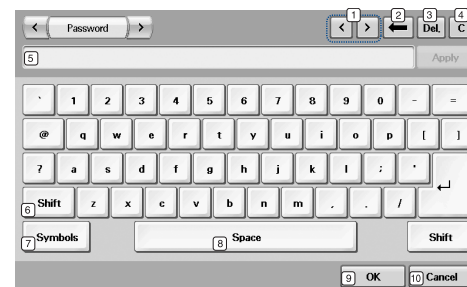 < Password > 1 < > 2 3 Del. 4 C
5 Apply
` 1 2 3 4 5 6 7 8 9 0 - =
@ q w e r t y u i o p [ ]
? a s d f g h j k l ; '
6 Shift z x c v b n m , . /
7 Symbols 8 Space Shift
9 OK 10 Cancel